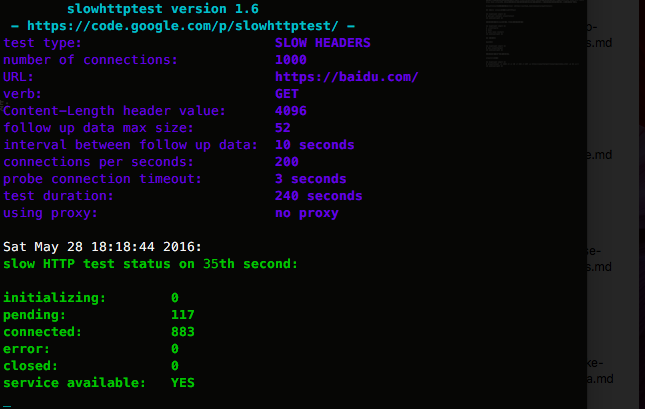 slowhttptest version 1.6
- https://code.google.com/p/slowhttptest/ -
test type: SLOW HEADERS
number of connections: 1000
URL: https://baidu.com/
verb: GET
Content-Length header value: 4096
follow up data max size: 52
interval between follow up data: 10 seconds
connections per seconds: 200
probe connection timeout: 3 seconds
test duration: 240 seconds
using proxy: no proxy
Sat May 28 18:18:44 2016:
slow HTTP test status on 35th second:
initializing: 0
pending: 117
connected: 883
error: 0
closed: 0
service available: YES
s.md
e.md
ke-
s.md
ke-
a.md